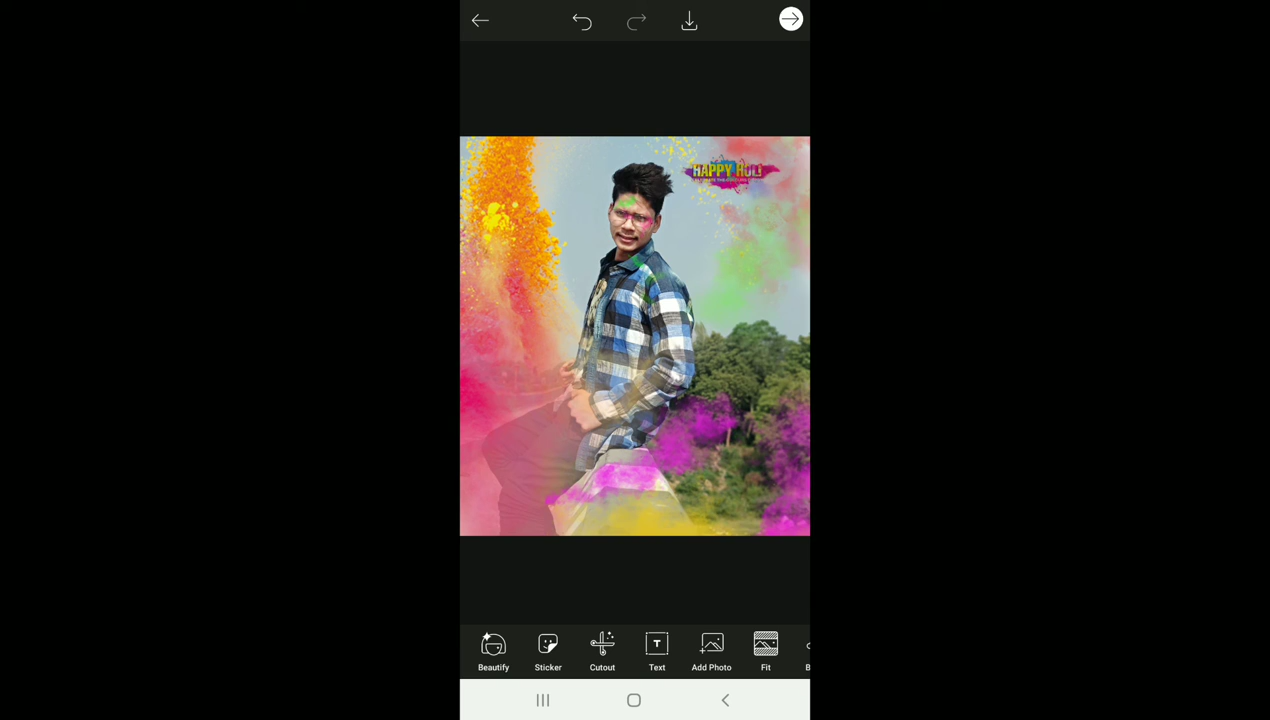 HAPPY HOLI
Beautify
Sticker
Cutout
Text
Add Photo
Fit
B